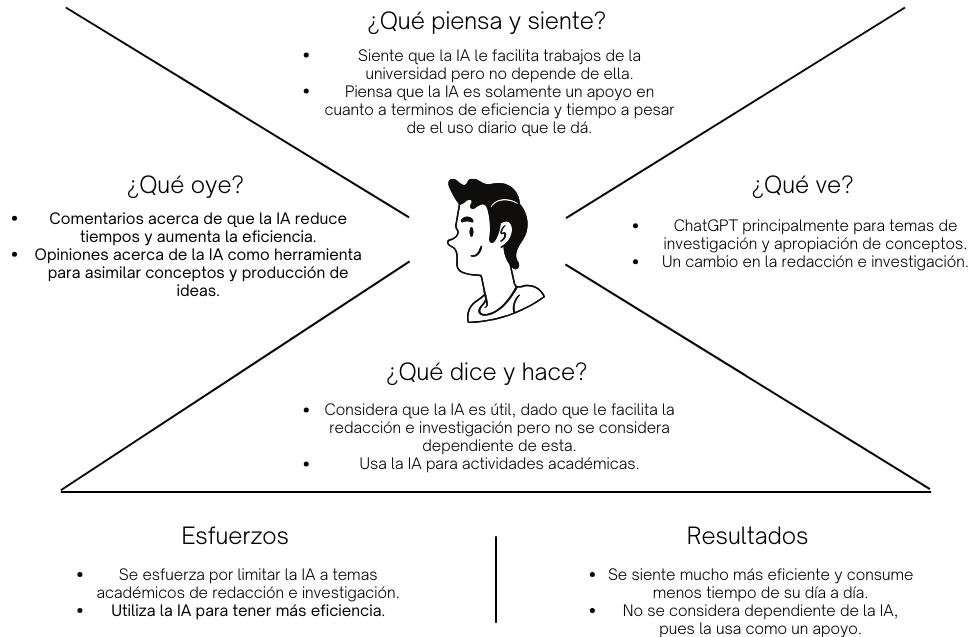 ¿Qué piensa y siente?
• Siente que la IA le facilita trabajos de la
universidad pero no depende de ella.
• Piensa que la IA es solamente un apoyo en
cuanto a terminos de eficiencia y tiempo a pesar
de el uso diario que le dá.
¿Qué oye?
• Comentarios acerca de que la IA reduce
tiempos y aumenta la eficiencia.
• Opiniones acerca de la IA como herramienta
para asimilar conceptos y producción de
ideas.
¿Qué ve?
• ChatGPT principalmente para temas de
investigación y apropiación de conceptos.
• Un cambio en la redacción e investigación.
¿Qué dice y hace?
• Considera que la IA es útil, dado que le facilita la
redacción e investigación pero no se considera
dependiente de esta.
• Usa la IA para actividades académicas.
Esfuerzos
• Se esfuerza por limitar la IA a temas
académicos de redacción e investigación.
• Utiliza la IA para tener más eficiencia.
Resultados
• Se siente mucho más eficiente y consume
menos tiempo de su día a día.
• No se considera dependiente de la IA,
pues la usa como un apoyo.